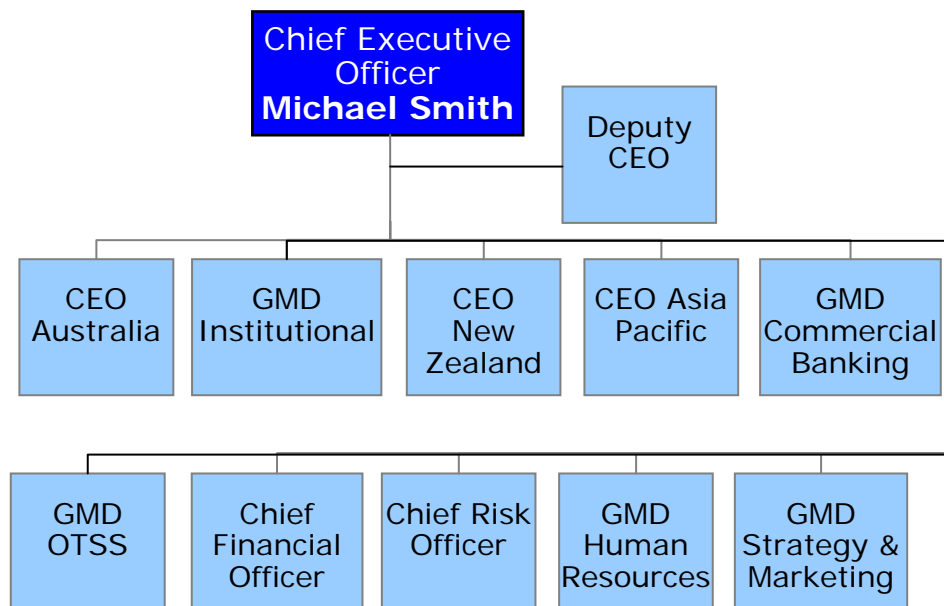 Chief Executive
Officer
Michael Smith
Deputy
CEO
CEO
Australia
GMD
Institutional
CEO
New
Zealand
CEO Asia
Pacific
GMD
Commercial
Banking
GMD
OTSS
Chief
Financial
Officer
Chief Risk
Officer
GMD
Human
Resources
GMD
Strategy &
Marketing